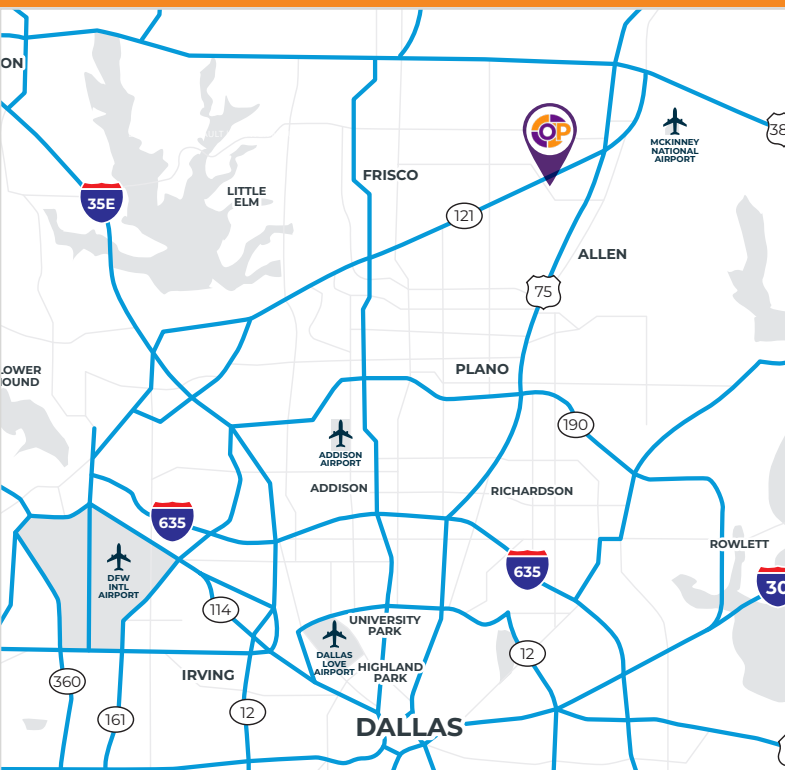 ON
38
OP
MCKINNEY
NATIONAL
AIRPORT
FRISCO
LITTLE
ELM
35E
121
ALLEN
75
OWER
OUND
PLANO
190
ADDISON
AIRPORT
ADDISON
RICHARDSON
635
ROWLETT
635
30
DFW
INTL
AIRPORT
114
UNIVERSITY
PARK
DALLAS
LOVE
AIRPORT
HIGHLAND
PARK
12
IRVING
360
161
12
DALLAS